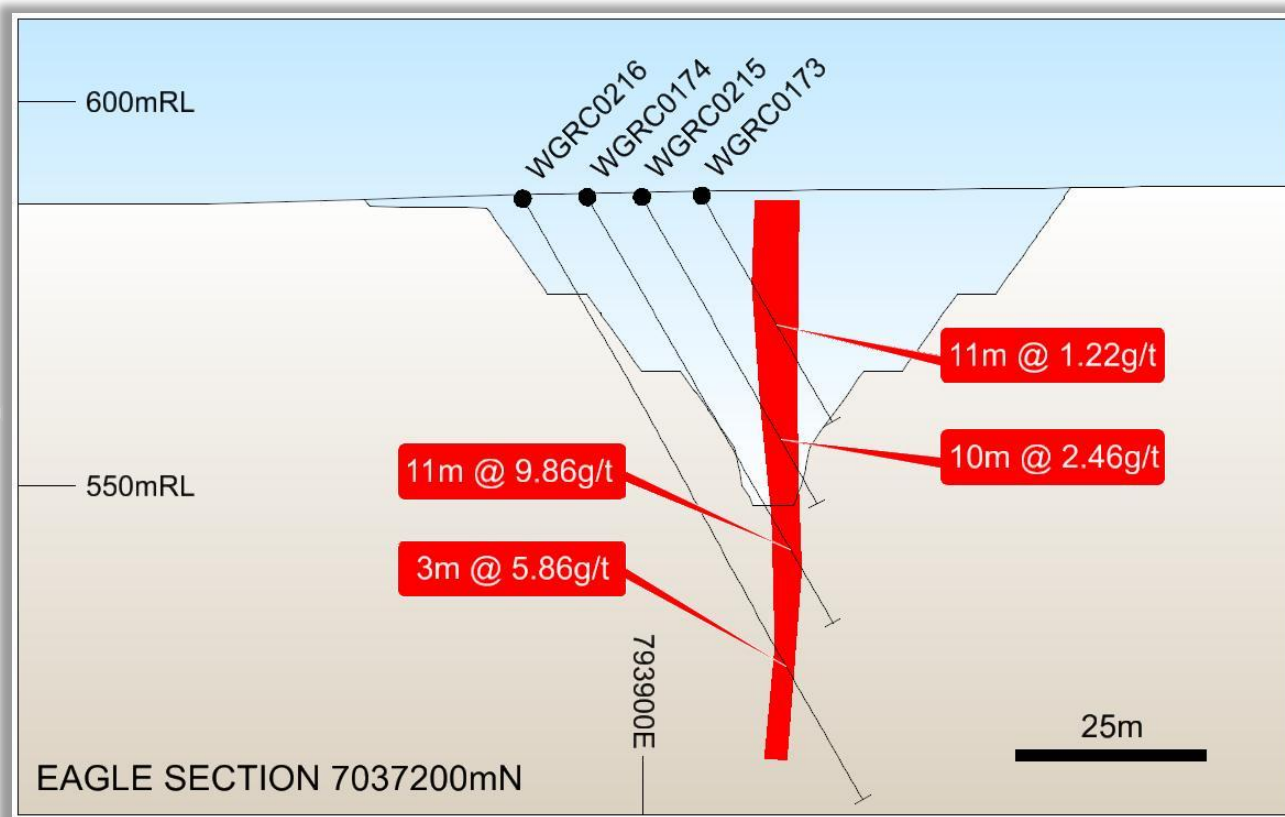 600mRL
WGRC0216
WGRC0174
WGRC0215
WGRC0173
11m @ 1.22g/t
10m @ 2.46g/t
11m @ 9.86g/t
550mRL
3m @ 5.86g/t
793900E
25m
EAGLE SECTION 7037200mN